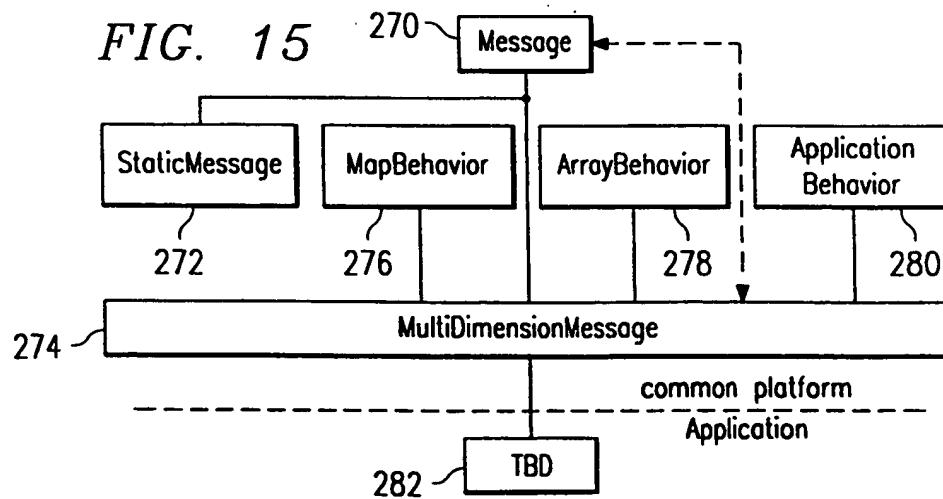 FIG. 15
270
Message
StaticMessage
MapBehavior
ArrayBehavior
Application
Behavior
272
276
278
280
274
MultiDimensionMessage
common platform
Application
282
TBD